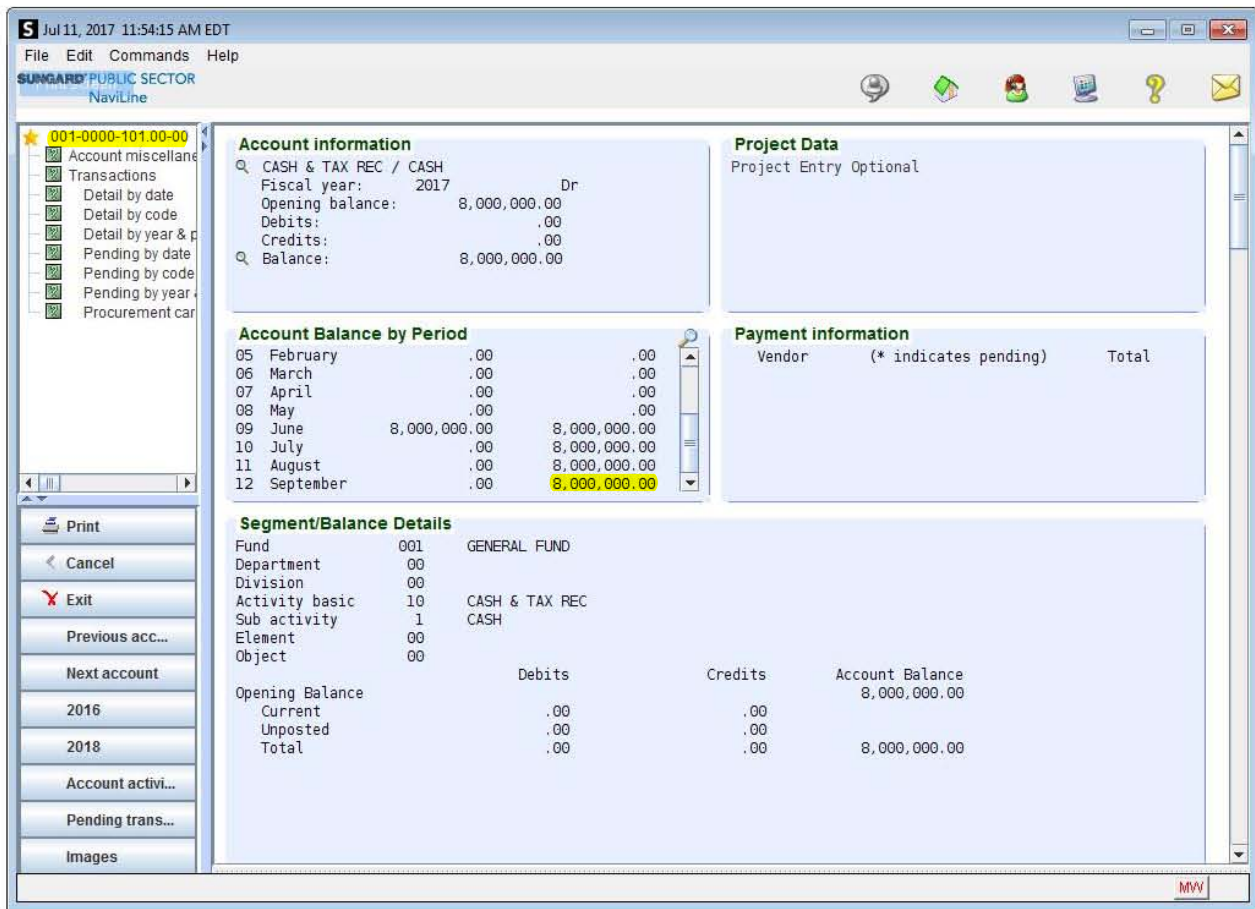 S Jul 11, 2017 11:54:15 AM EDT
File Edit Commands Help
SUNGARD PUBLIC SECTOR
NaviLine
001-0000-101.00-00
Account miscellane
Transactions
Detail by date
Detail by code
Detail by year & p
Pending by date
Pending by code
Pending by year
Procurement car
Print
Cancel
Exit
Previous acc...
Next account
2016
2018
Account activi...
Pending trans...
Images
Account information
CASH & TAX REC / CASH
Fiscal year: 2017 Dr
Opening balance: 8,000,000.00
Debits: .00
Credits: .00
Balance: 8,000,000.00
Project Data
Project Entry Optional
Account Balance by Period
05 February .00 .00
06 March .00 .00
07 April .00 .00
08 May .00 .00
09 June 8,000,000.00 8,000,000.00
10 July .00 8,000,000.00
11 August .00 8,000,000.00
12 September .00 8,000,000.00
Payment information
Vendor (* indicates pending) Total
Segment/Balance Details
Fund 001 GENERAL FUND
Department 00
Division 00
Activity basic 10 CASH & TAX REC
Sub activity 1 CASH
Element 00
Object 00
Debits Credits Account Balance
Opening Balance 8,000,000.00
Current .00 .00
Unposted .00 .00
Total .00 .00 8,000,000.00
MW